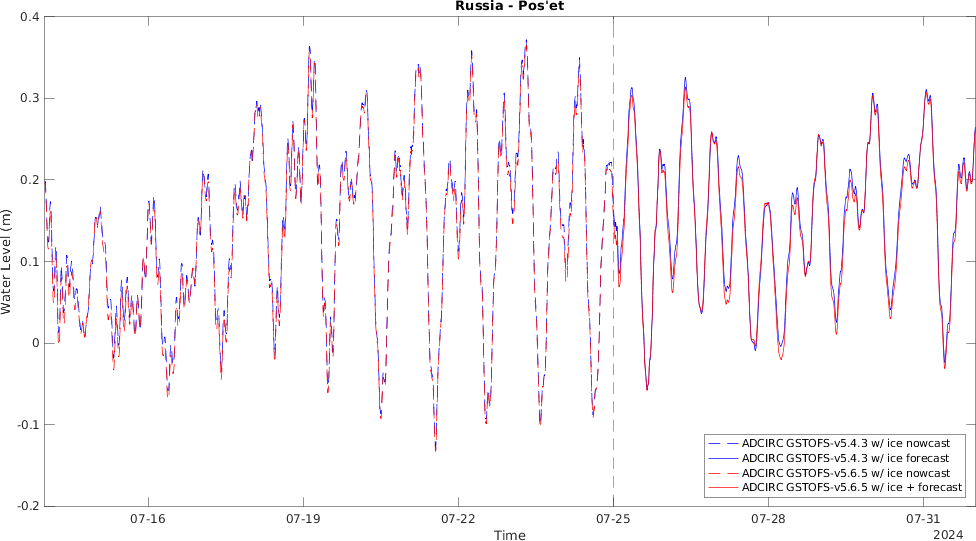 Russia - Pos'et
0.4
0.3
0.2
0.1
0
-0.1
-0.2
Water Level (m)
ADCIRC GSTOFS-v5.4.3 w/ ice nowcast
ADCIRC GSTOFS-v5.4.3 w/ ice forecast
ADCIRC GSTOFS-v5.6.5 w/ ice nowcast
ADCIRC GSTOFS-v5.6.5 w/ ice + forecast
07-16 07-19 07-22 07-25 07-28 07-31
Time
2024